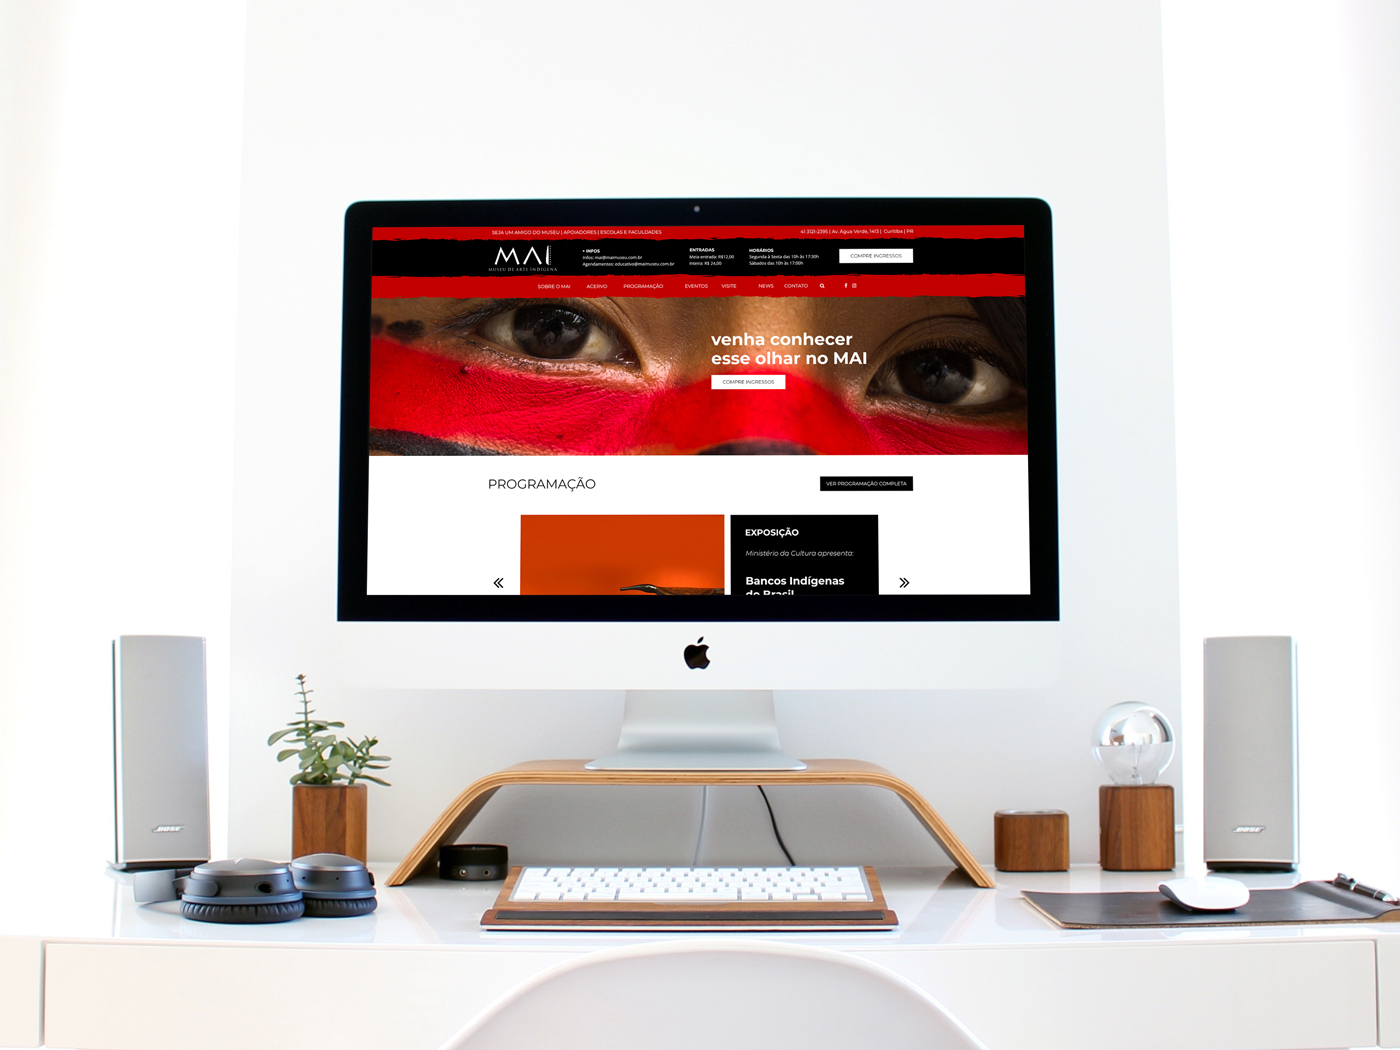 SEJA UM AMIGO DO MUSEU | APOIADORES | ESCOLAS E FACULDADES
41 3121-2395 | Av. Água Verde, 1413 | Curitiba | PR
MAI
MUSEU DE ARTE INDÍGENA
+ INFOS
Infos: mai@maimuseu.com.br
Agendamentos: educativo@maimuseu.com.br
ENTRADAS
Meia-entrada: R$12,00
Inteira: R$ 24,00
HORÁRIOS
Segunda à Sexta das 10h às 17:30h
Sábados das 10h às 17:00h
COMPRE INGRESSOS
SOBRE O MAI ACERVO PROGRAMAÇÃO EVENTOS VISITE NEWS CONTATO
venha conhecer
esse olhar no MAI
COMPRE INGRESSOS
PROGRAMAÇÃO
VER PROGRAMAÇÃO COMPLETA
EXPOSIÇÃO
Ministério da Cultura apresenta:
Bancos Indígenas
do Brasil
BOSE
BOSE